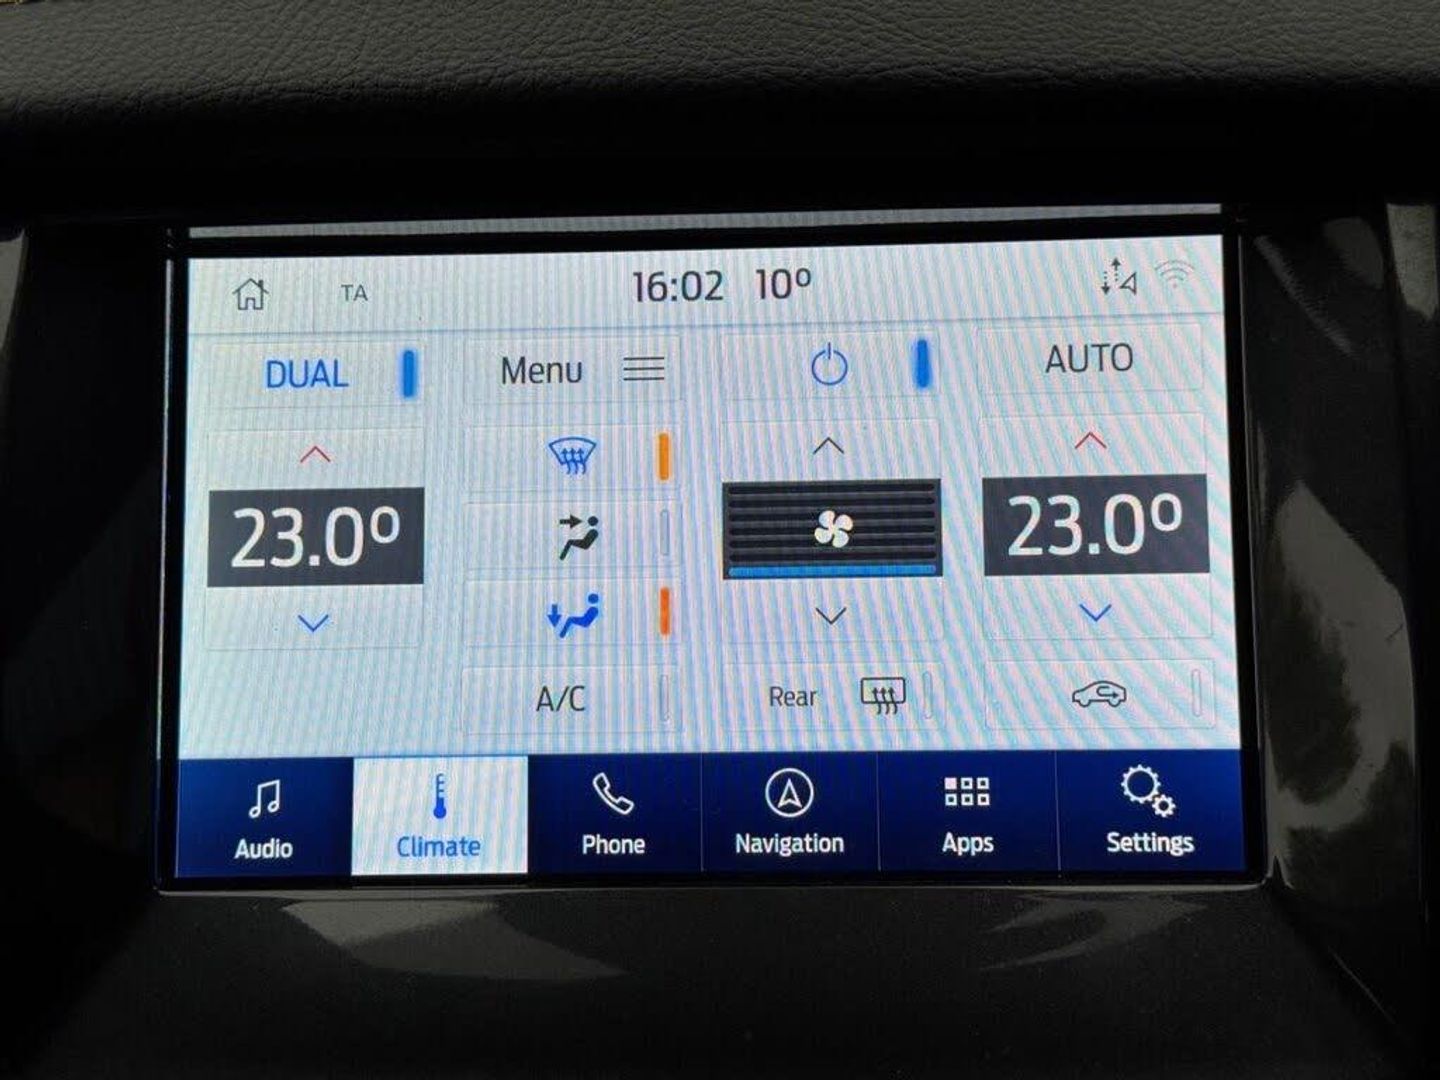 TA
16:02 10º
DUAL
Menu
AUTO
23.0º
23.0º
A/C
Rear
Audio
Climate
Phone
Navigation
Apps
Settings